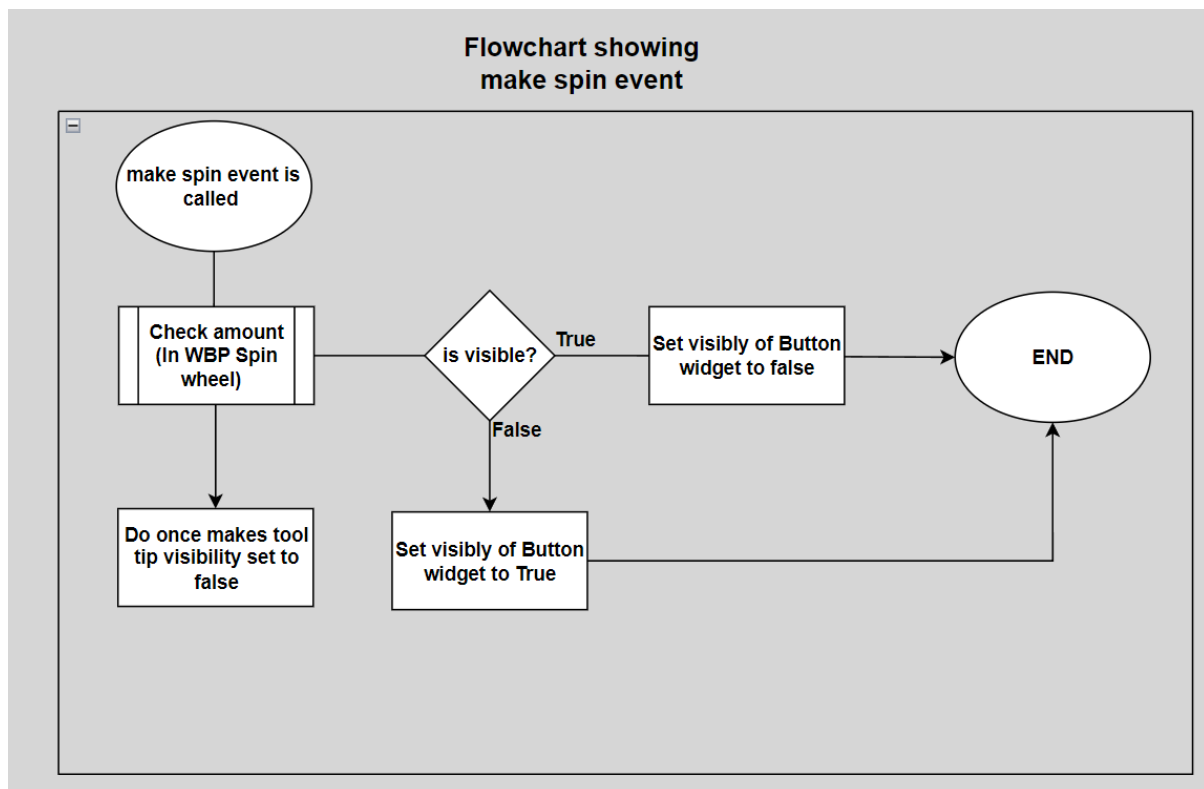 Flowchart showing
make spin event
make spin event is
called
Check amount
(In WBP Spin
wheel)
is visible?
True
Set visibly of Button
widget to false
END
False
Do once makes tool
tip visibility set to
false
Set visibly of Button
widget to True